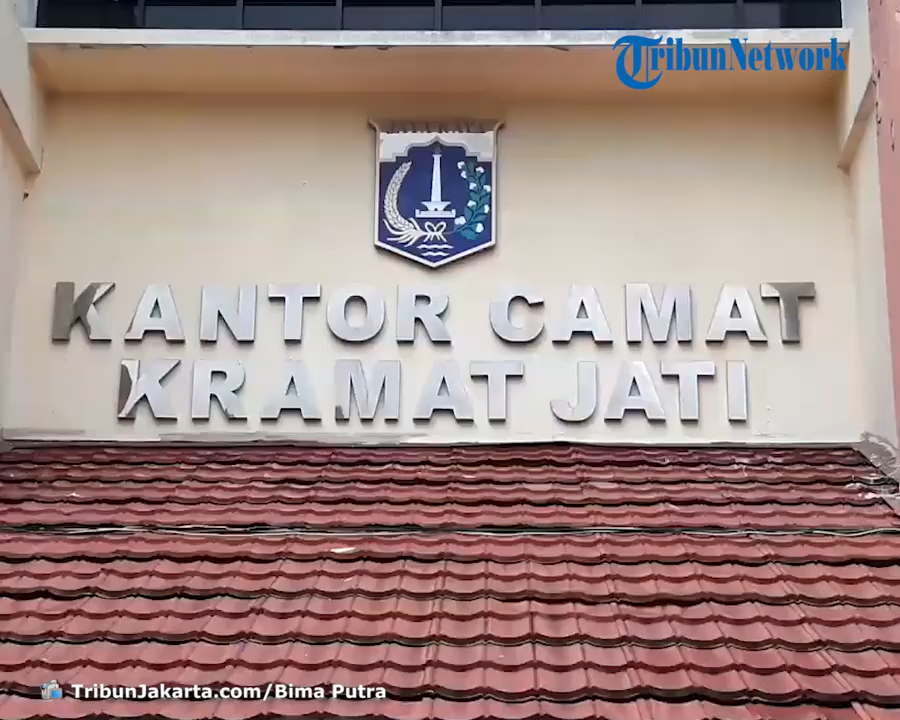 TribunNetwork
KANTOR CAMAT
KRAMAT JATI
TribunJakarta.com/Bima Putra